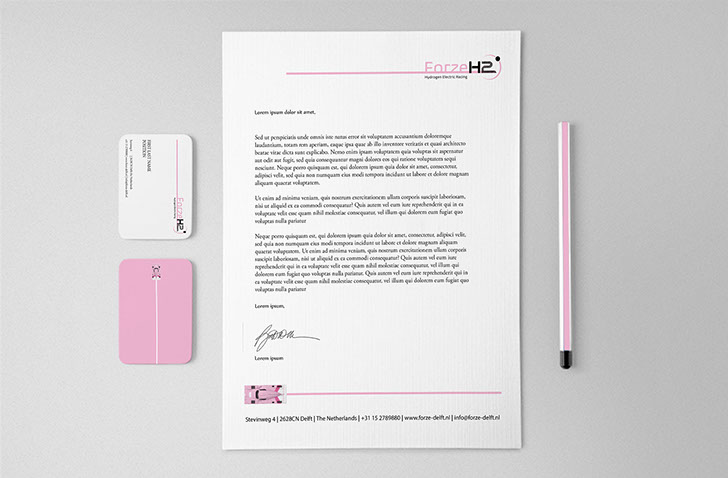 ForzeH2
Hydrogen Electric Racing
Lorem ipsum dolor sit amet,
Sed ut perspiciatis unde omnis iste natus error sit voluptatem accusantium doloremque
laudantium, totam rem aperiam, eaque ipsa quae ab illo inventore veritatis et quasi architecto
beatae vitae dicta sunt explicabo. Nemo enim ipsam voluptatem quia voluptas sit aspernatur
aut odit aut fugit, sed quia consequuntur magni dolores eos qui ratione voluptatem sequi
nesciunt. Neque porro quisquam est, qui dolorem ipsum quia dolor sit amet, consectetur,
adipisci velit, sed quia non numquam eius modi tempora incidunt ut labore et dolore magnam
aliquam quaerat voluptatem.
Ut enim ad minima veniam, quis nostrum exercitationem ullam corporis suscipit laboriosam,
nisi ut aliquid ex ea commodi consequatur? Quis autem vel eum iure reprehenderit qui in ea
voluptate velit esse quam nihil molestiae consequatur, vel illum qui dolorem eum fugiat quo
voluptas nulla pariatur
Neque porro quisquam est, qui dolorem ipsum quia dolor sit amet, consectetur, adipisci velit,
sed quia non numquam eius modi tempora incidunt ut labore et dolore magnam aliquam
quaerat voluptatem. Ut enim ad minima veniam, quis nostrum exercitationem ullam corporis
suscipit laboriosam, nisi ut aliquid ex ea commodi consequatur? Quis autem vel eum iure
reprehenderit qui in ea voluptate velit esse quam nihil molestiae consequatur, vel illum qui
dolorem eum fugiat quo voluptas nulla pariatur. Quis autem vel eum iure reprehenderit qui in
ea voluptate velit esse quam nihil molestiae consequatur, vel illum qui dolorem eum fugiat quo
voluptas nulla pariatur
Lorem ipsum,
Lorem ipsum
Stevinweg 4 | 2628CN Delft | The Netherlands | +31 15 2789880 | www.forze-delft.nl | info@forze-delft.nl
FIRST LAST NAME
POSITION
ForzeH2